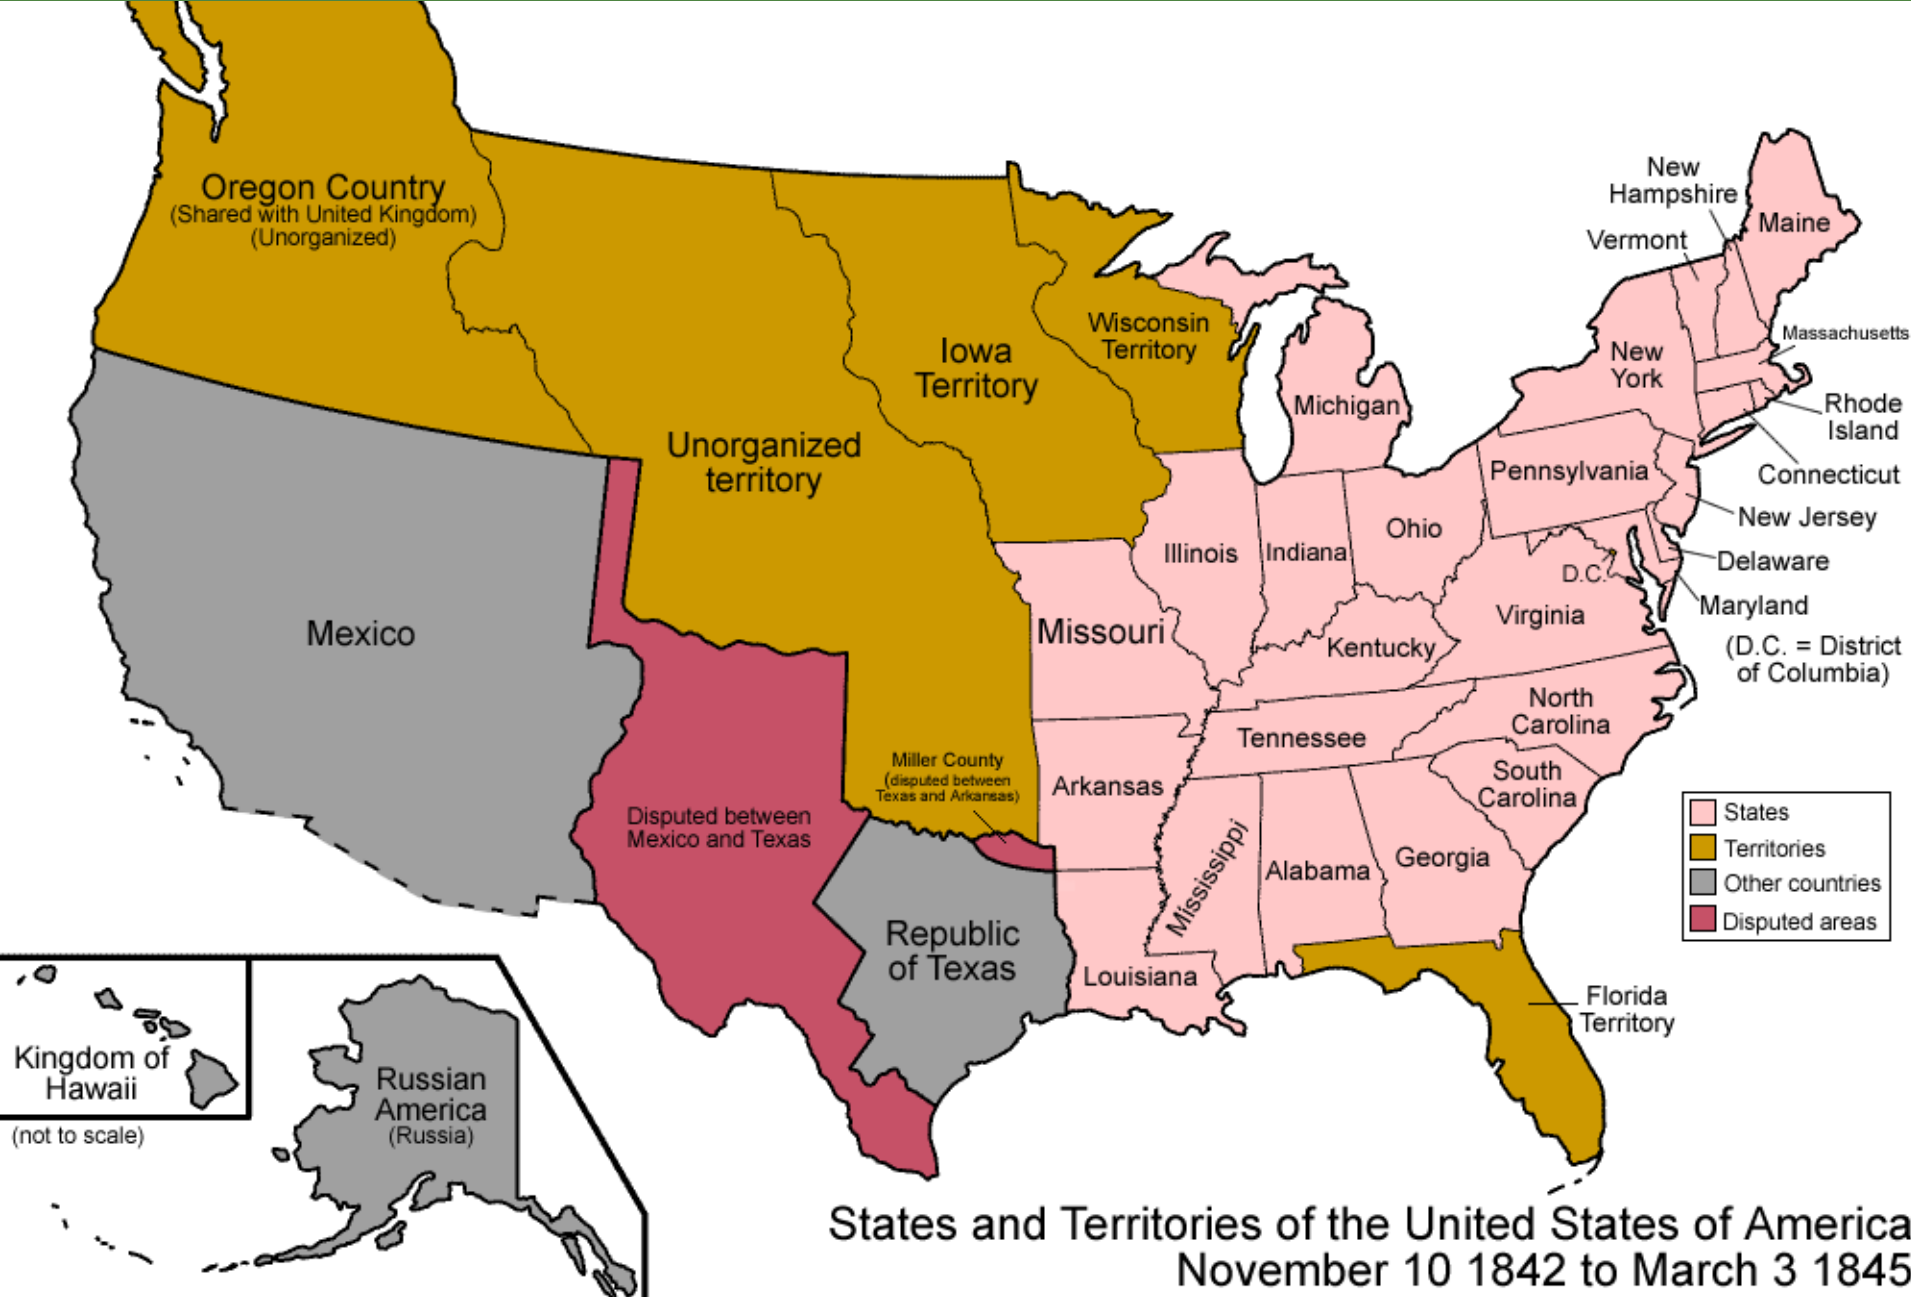 Oregon Country
(Shared with United Kingdom)
(Unorganized)
Unorganized
territory
Iowa
Territory
Wisconsin
Territory
Michigan
New
Hampshire
Maine
Vermont
Massachusetts
New
York
Rhode
Island
Connecticut
Pennsylvania
New Jersey
Delaware
Maryland
(D.C. = District
of Columbia)
D.C.
Ohio
Indiana
Illinois
Virginia
Kentucky
Missouri
North
Carolina
Tennessee
South
Carolina
Arkansas
Mississippi
Alabama
Georgia
Louisiana
Florida
Territory
Mexico
Miller County
(disputed between
Texas and Arkansas)
Disputed between
Mexico and Texas
Republic
of Texas
States
Territories
Other countries
Disputed areas
Kingdom of
Hawaii
(not to scale)
Russian
America
(Russia)
States and Territories of the United States of America
November 10 1842 to March 3 1845